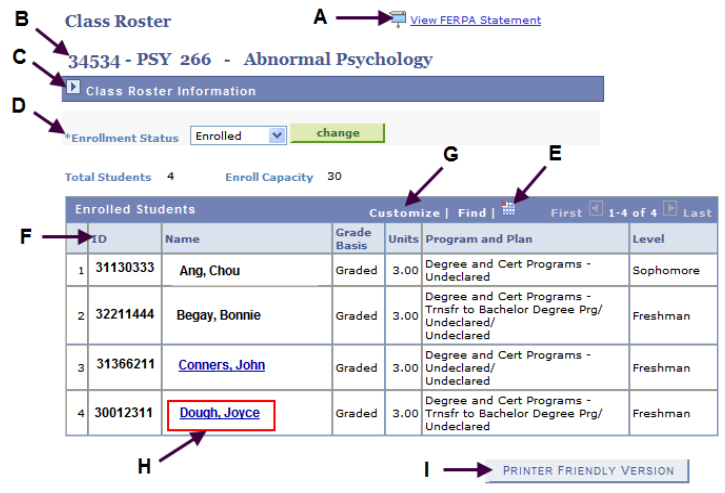 B Class Roster A View FERPA Statement
34534 - PSY 266 - Abnormal Psychology
C
Class Roster Information
D
*Enrollment Status Enrolled change
G E
Total Students 4 Enroll Capacity 30
Enrolled Students Customize | Find | First 1-4 of 4 Last
F ID Name Grade Basis Units Program and Plan Level
1 31130333 Ang, Chou Graded 3.00 Degree and Cert Programs - Undeclared Sophomore
2 32211444 Begay, Bonnie Graded 3.00 Degree and Cert Programs - Trnsfr to Bachelor Degree Prg/ Undeclared/ Undeclared Freshman
3 31366211 Conners, John Graded 3.00 Degree and Cert Programs - Undeclared/ Undeclared Freshman
4 30012311 Dough, Joyce Graded 3.00 Degree and Cert Programs - Trnsfr to Bachelor Degree Prg/ Undeclared Freshman
H I PRINTER FRIENDLY VERSION